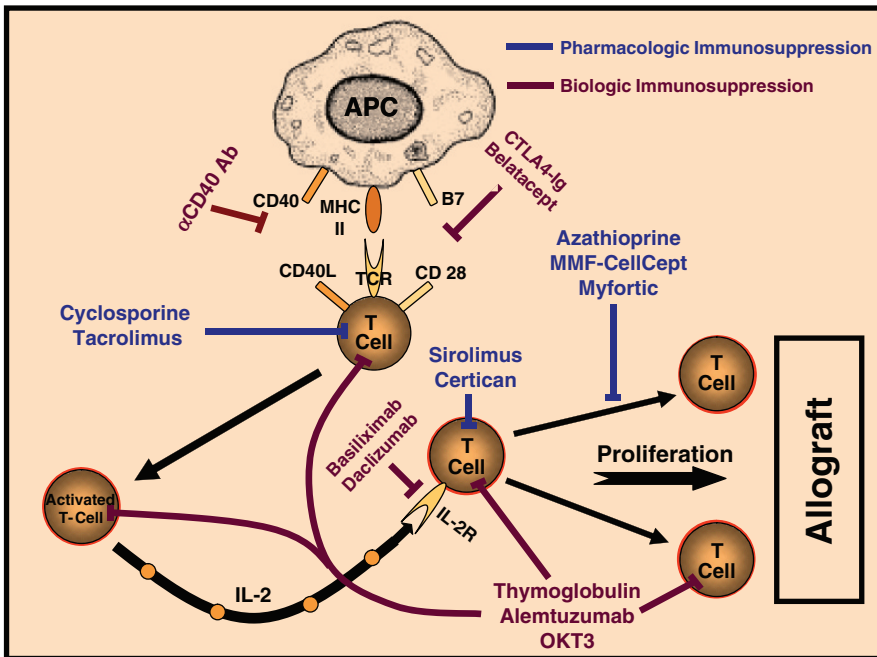 Pharmacologic Immunosuppression
Biologic Immunosuppression
APC
CTLA4-Ig
Belatacept
αCD40 Ab
CD40
MHC
II
B7
CD40L
TCR
CD 28
T
Cell
Cyclosporine
Tacrolimus
Azathioprine
MMF-CellCept
Myfortic
Sirolimus
Certican
T
Cell
Basiliximab
Daclizumab
T
Cell
IL-2R
Proliferation
Activated
T-Cell
IL-2
T
Cell
Thymoglobulin
Alemtuzumab
OKT3
Allograft